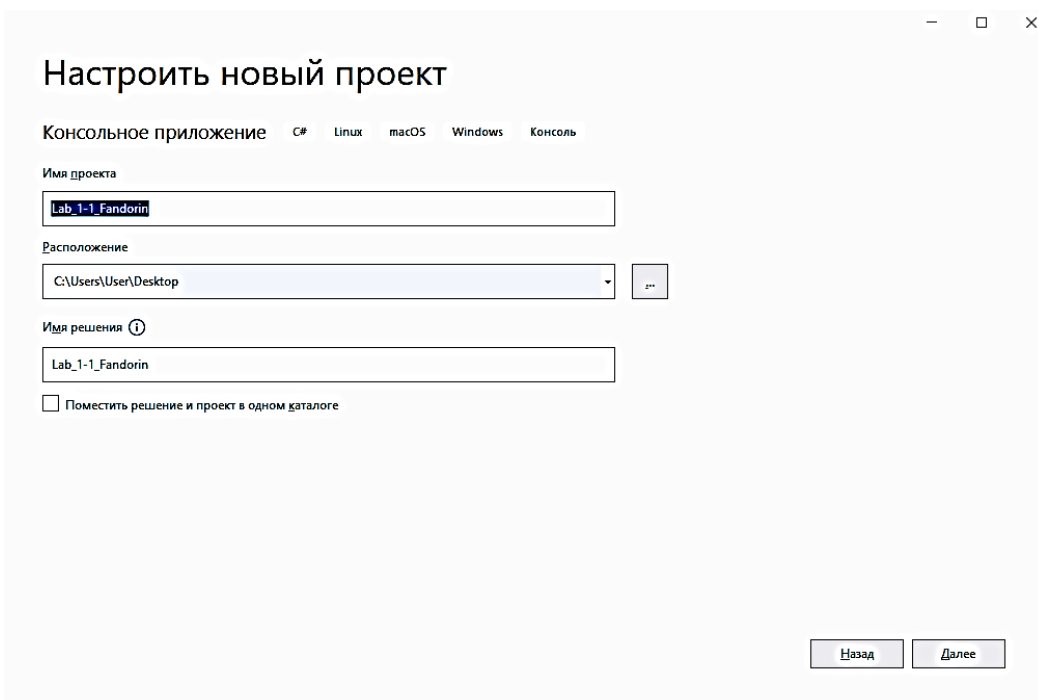 Настроить новый проект
Консольное приложение C# Linux macOS Windows Консоль
Имя проекта
Lab_1-1_Fandorin
Расположение
C:\Users\User\Desktop
...
Имя решения
Lab_1-1_Fandorin
Поместить решение и проект в одном каталоге
Назад Далее